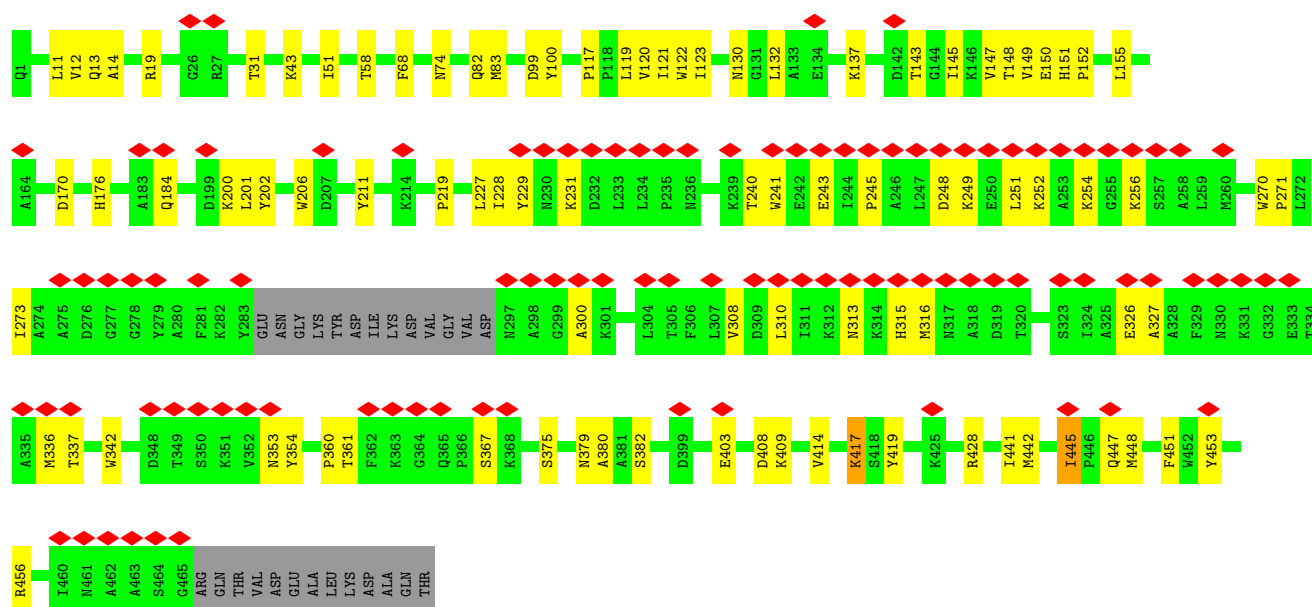 Q1 L11 V12 Q13 A14 R19 G26 R27 T31 K43 I51 T58 F68 N74 Q82 M83 D99 Y100 P117 P118 L119 V120 I121 W122 I123 N130 G131 L132 A133 E134 K137 D142 T143 G144 I145 K146 V147 T148 V149 E150 H151 P152 L155
A164 D170 H176 A183 Q184 D199 K200 L201 Y202 W206 D207 Y211 K214 P219 L227 I228 Y229 N230 K231 D232 L233 L234 P235 N236 K239 T240 W241 E242 E243 I244 P245 A246 L247 D248 K249 E250 L251 K252 A253 K254 G255 K256 S257 A258 L259 M260 W270 P271 L272
I273 A274 A275 D276 G277 G278 Y279 A280 F281 K282 Y283 GLU ASN GLY LYS TYR ASP ILE LYS ASP VAL GLY VAL ASP N297 A298 G299 A300 K301 L304 T305 F306 L307 V308 D309 L310 I311 K312 N313 K314 H315 M316 N317 A318 D319 T320 S323 I324 A325 E326 A327 A328 F329 N330 K331 G332 E333 T334
A335 M336 T337 W342 D348 T349 S350 K351 V352 N353 Y354 P360 T361 F362 K363 G364 Q365 P366 S367 K368 S375 N379 A380 A381 S382 D399 E403 D408 K409 V414 K417 S418 Y419 K425 R428 I441 M442 I445 P446 Q447 M448 F451 W452 Y453
R456 I460 N461 A462 A463 S464 G465 ARG GLN THR VAL ASP GLU ALA LEU LYS ASP ALA GLN THR